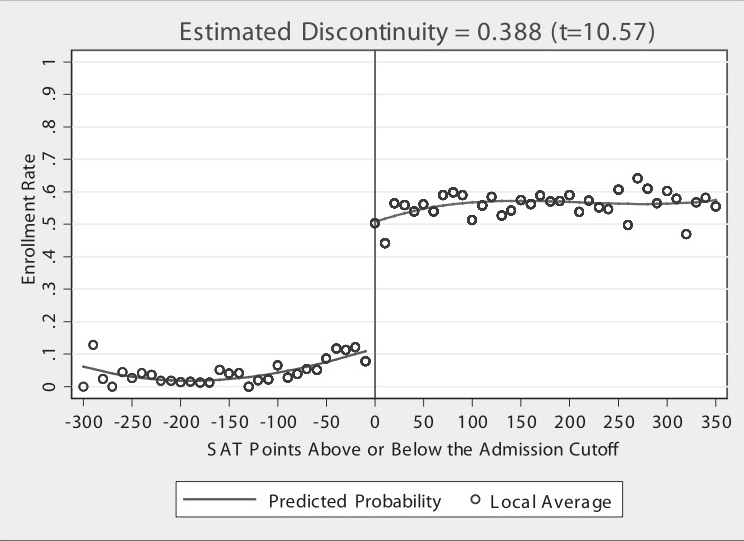 Estimated Discontinuity = 0.388 (t=10.57)
Enrollment Rate
1
.9
.8
.7
.6
.5
.4
.3
.2
.1
0
-300 -250 -200 -150 -100 -50 0 50 100 150 200 250 300 350
SAT Points Above or Below the Admission Cutoff
Predicted Probability Local Average